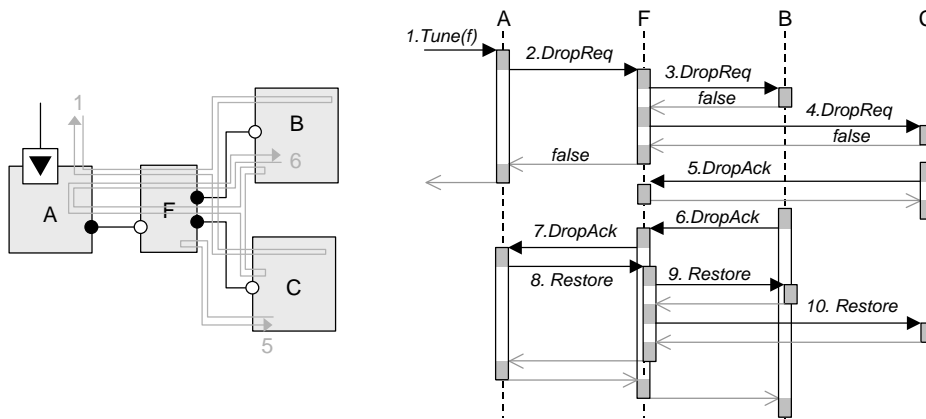 1
B
6
A
F
C
5
A F B C
1.Tune(f)
2.DropReq
3.DropReq
false
4.DropReq
false
false
5.DropAck
6.DropAck
7.DropAck
8. Restore
9. Restore
10. Restore